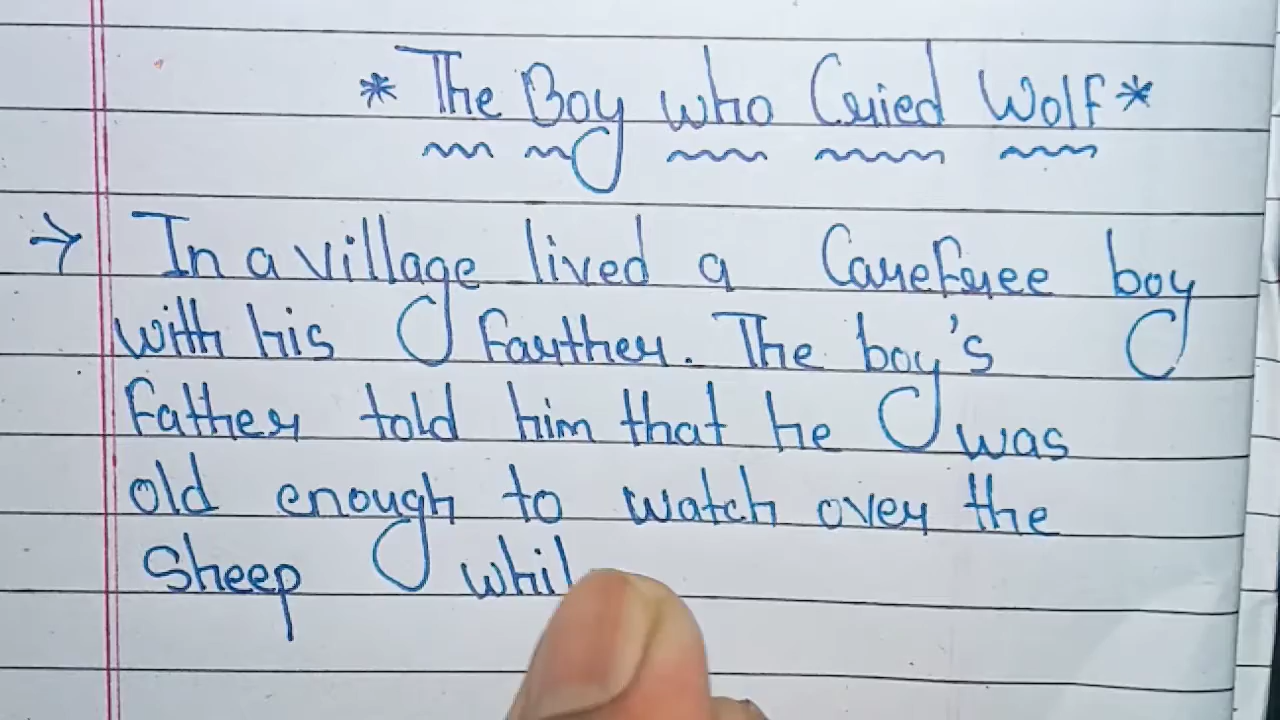 * The Boy who Cried Wolf *
→ In a village lived a Carefree boy
with his farther. The boy's
Father told him that he was
old enough to watch over the
Sheep whil